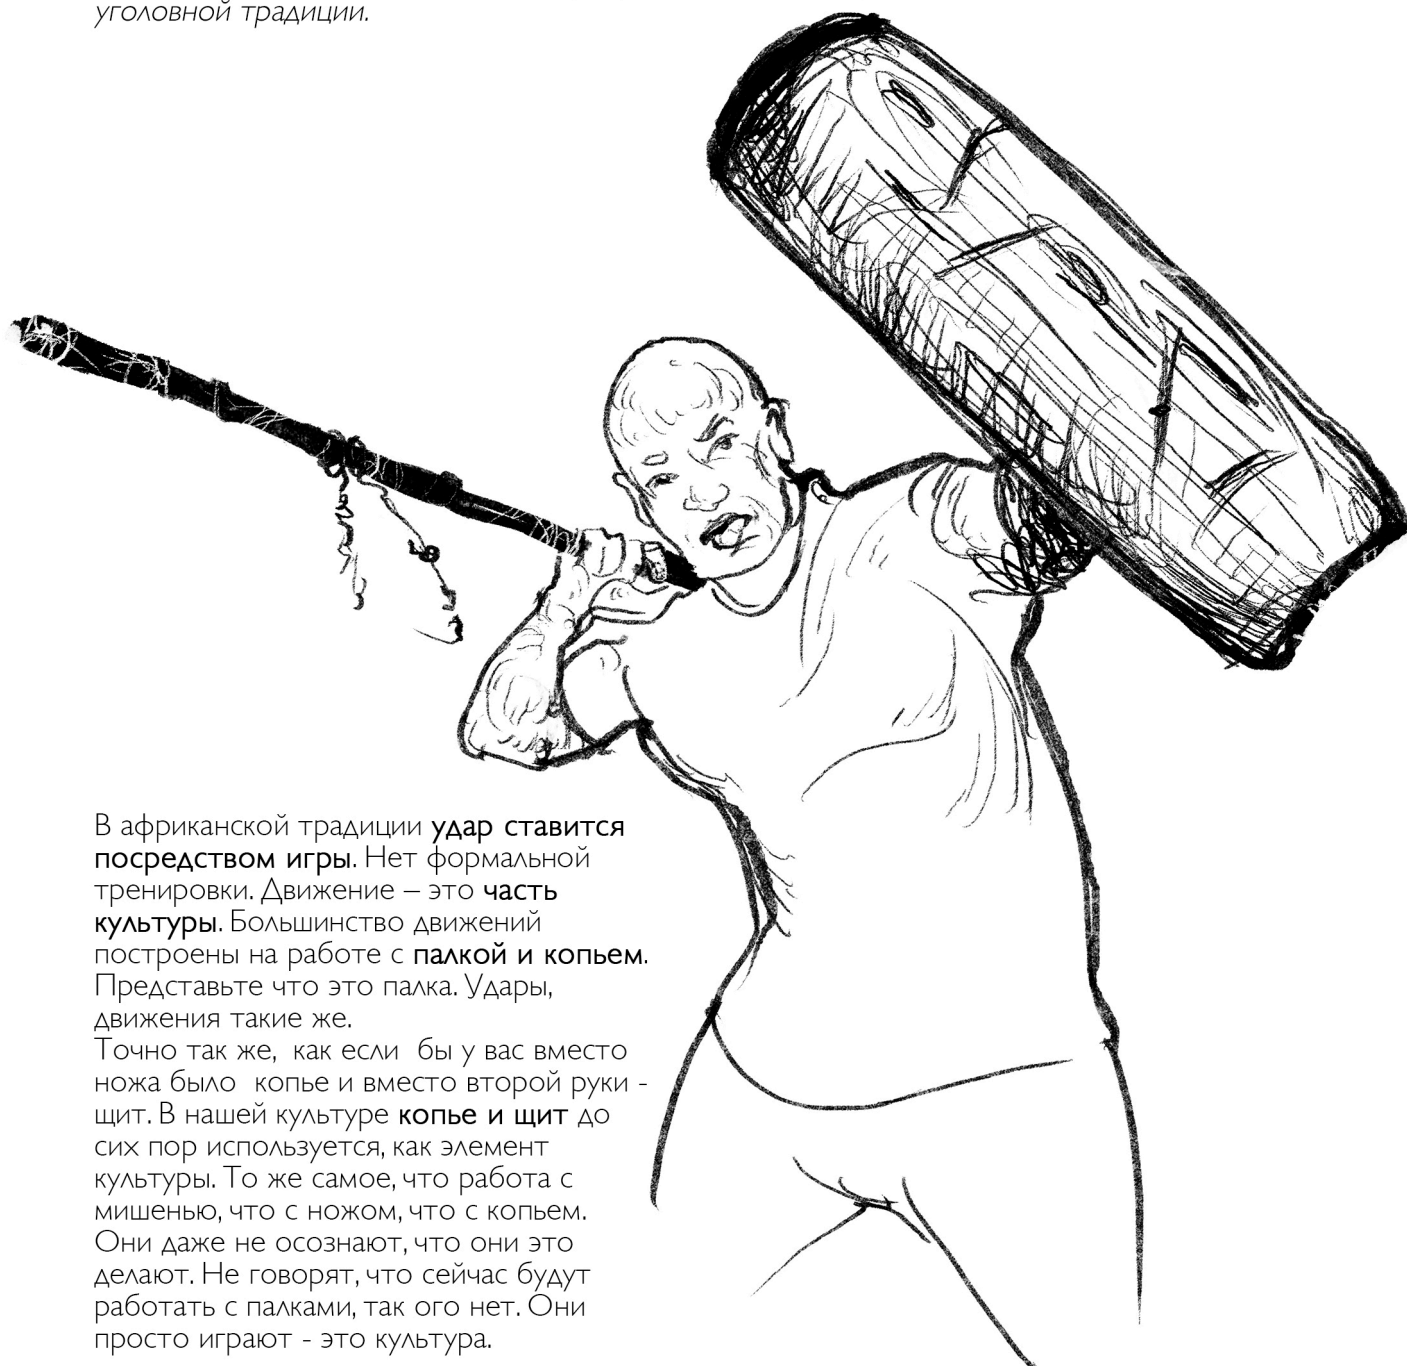 уголовной традиции.
В африканской традиции удар ставится
посредством игры. Нет формальной
тренировки. Движение – это часть
культуры. Большинство движений
построены на работе с палкой и копьем.
Представьте что это палка. Удары,
движения такие же.
Точно так же,  как если  бы у вас вместо
ножа было  копье и вместо второй руки -
щит. В нашей культуре копье и щит до
сих пор используется, как элемент
культуры. То же самое, что работа с
мишенью, что с ножом, что с копьем.
Они даже не осознают, что они это
делают. Не говорят, что сейчас будут
работать с палками, так ого нет. Они
просто играют - это культура.